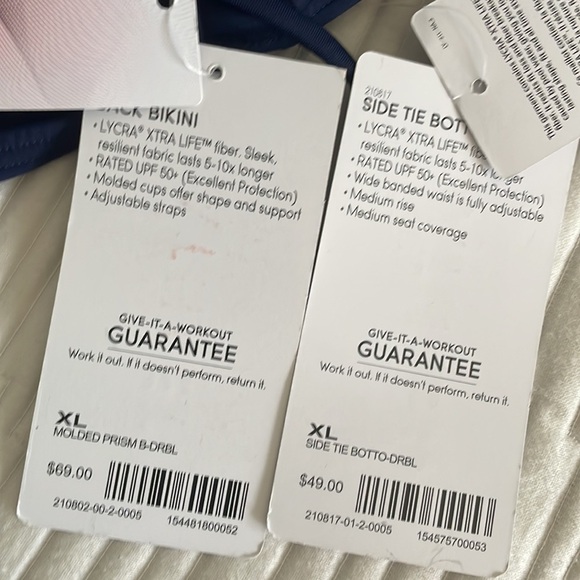 BIKINI
• LYCRA® XTRA LIFE™ fiber. Sleek,
resilient fabric lasts 5-10x longer
• RATED UPF 50+ (Excellent Protection)
• Molded cups offer shape and support
• Adjustable straps
GIVE-IT-A-WORKOUT
GUARANTEE
Work it out. If it doesn't perform, return it.
XL
MOLDED PRISM B-DRBL
$69.00
210802-00-2-0005 154481800052
210817
SIDE TIE
• LYCRA® XTRA LIFE™
resilient fabric lasts 5-10x longer
• RATED UPF 50+ (Excellent Protection)
• Wide banded waist is fully adjustable
• Medium rise
• Medium seat coverage
GIVE-IT-A-WORKOUT
GUARANTEE
Work it out. If it doesn't perform, return it.
XL
SIDE TIE BOTTO-DRBL
$49.00
210817-01-2-0005 154575700053